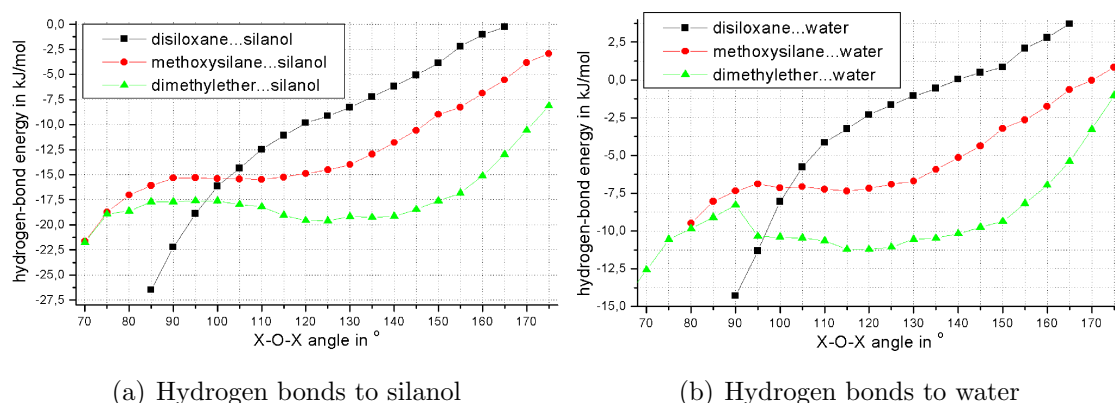 0,0
-2,5
-5,0
-7,5
-10,0
-12,5
-15,0
-17,5
-20,0
-22,5
-25,0
-27,5
hydrogen-bond energy in kJ/mol
disiloxane...silanol
methoxysilane...silanol
dimethylether...silanol
70 80 90 100 110 120 130 140 150 160 170
X-O-X angle in °
(a) Hydrogen bonds to silanol
2,5
0,0
-2,5
-5,0
-7,5
-10,0
-12,5
-15,0
hydrogen-bond energy in kJ/mol
disiloxane...water
methoxysilane...water
dimethylether...water
70 80 90 100 110 120 130 140 150 160 170
X-O-X angle in °
(b) Hydrogen bonds to water